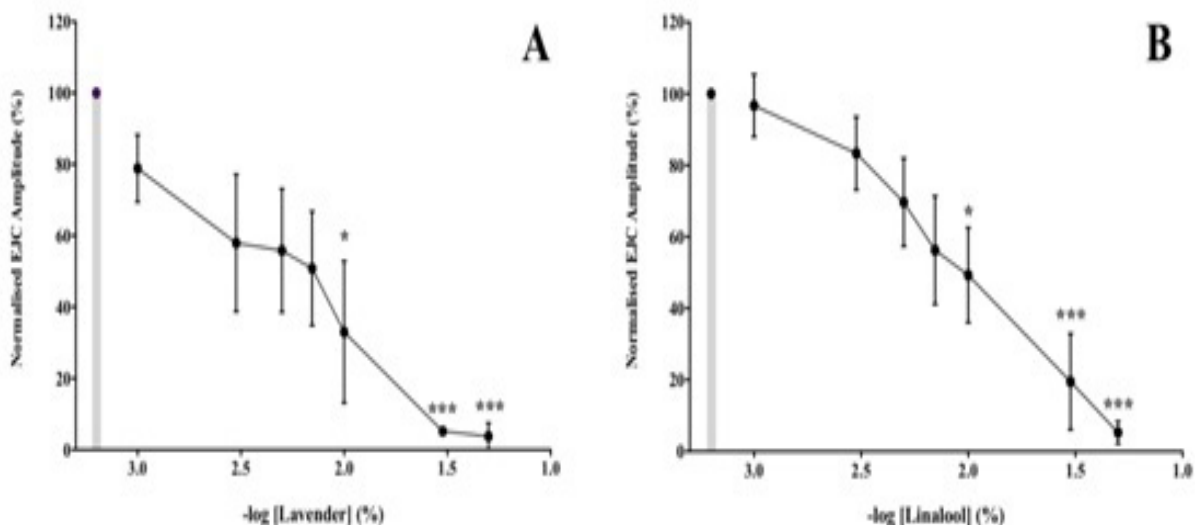 A
Normalised EJC Amplitude (%)
120
100
80
60
40
20
0
*
***
***
3.0 2.5 2.0 1.5 1.0
-log [Lavender] (%)
B
Normalised EJC Amplitude (%)
120
100
80
60
40
20
0
*
***
***
3.0 2.5 2.0 1.5 1.0
-log [Linalool] (%)